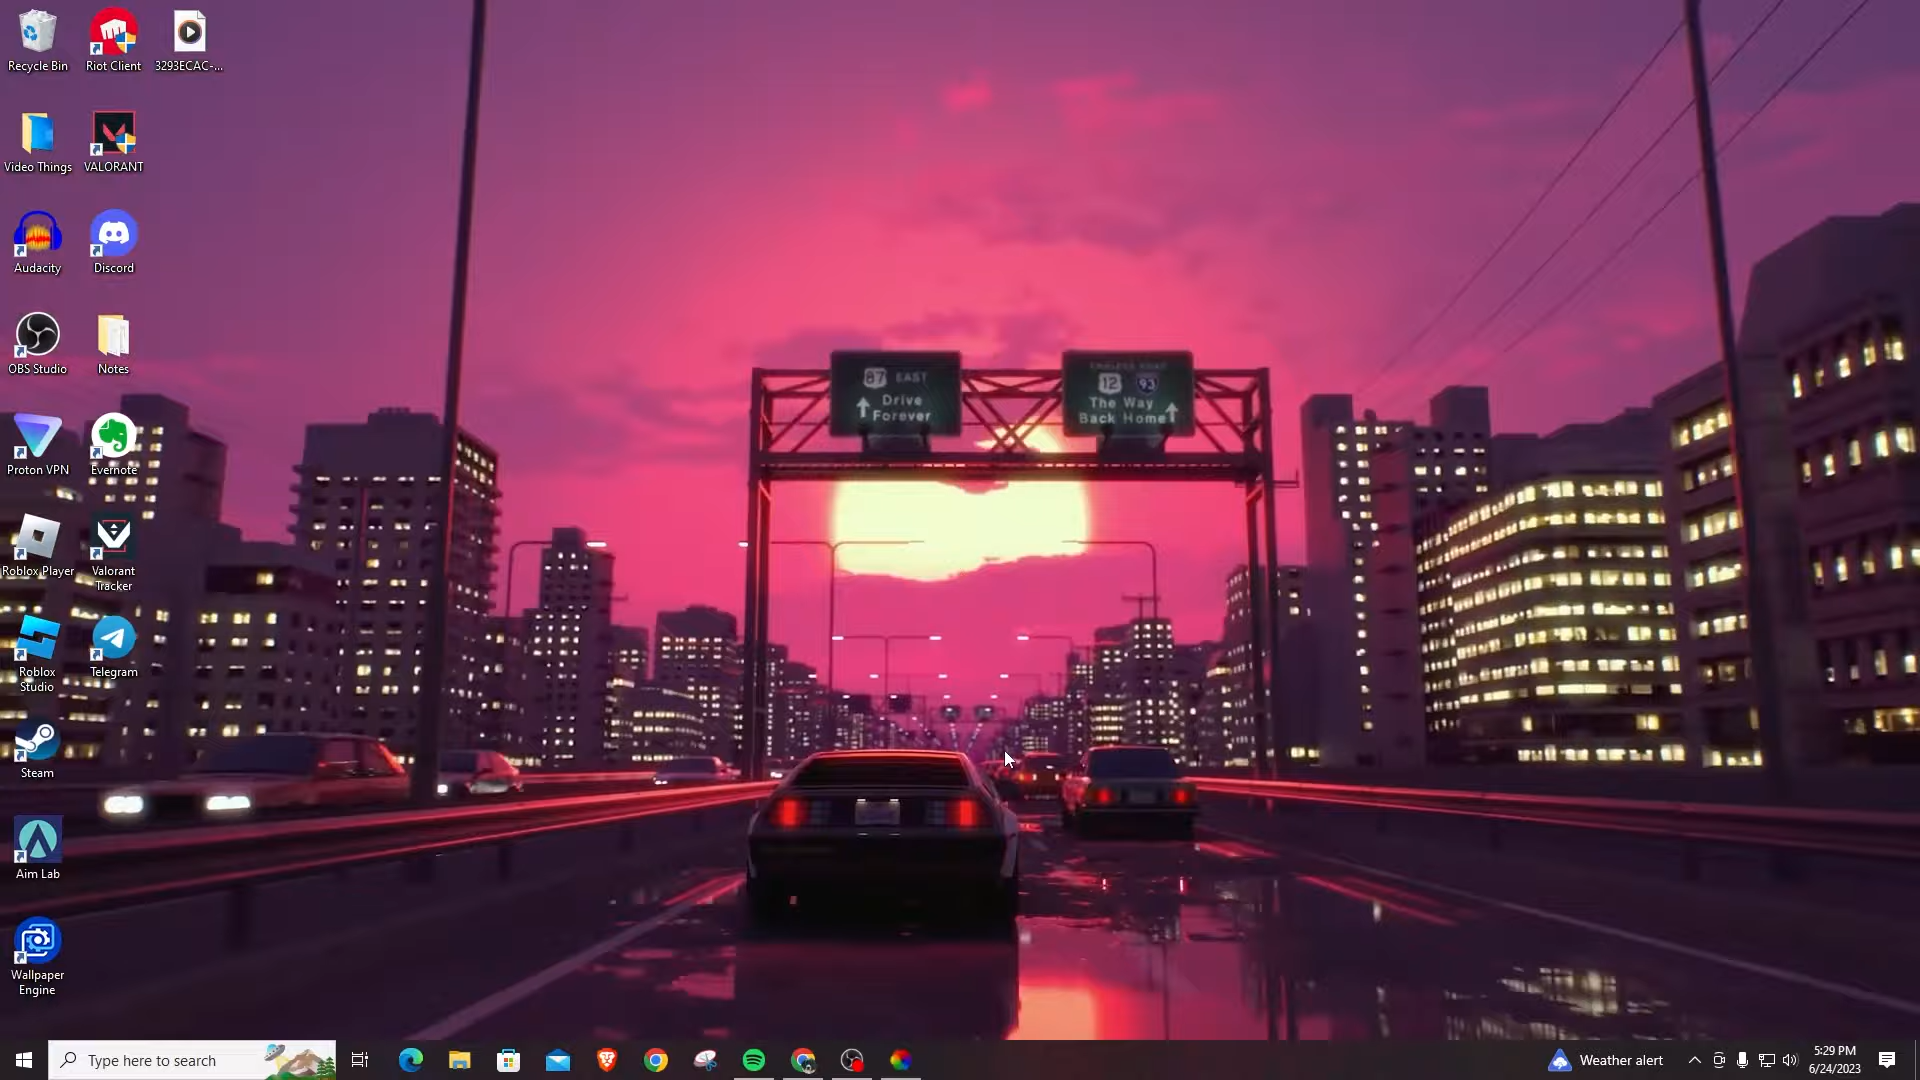 Recycle Bin
Riot Client
3293ECAC-...
Video Things
VALORANT
Audacity
Discord
OBS Studio
Notes
Proton VPN
Evernote
Roblox Player
Valorant
Tracker
Roblox
Studio
Telegram
Steam
Aim Lab
Wallpaper
Engine
87 EAST
Drive
Forever
12 93
The Way
Back Home
Type here to search
Weather alert
5:29 PM
6/24/2023